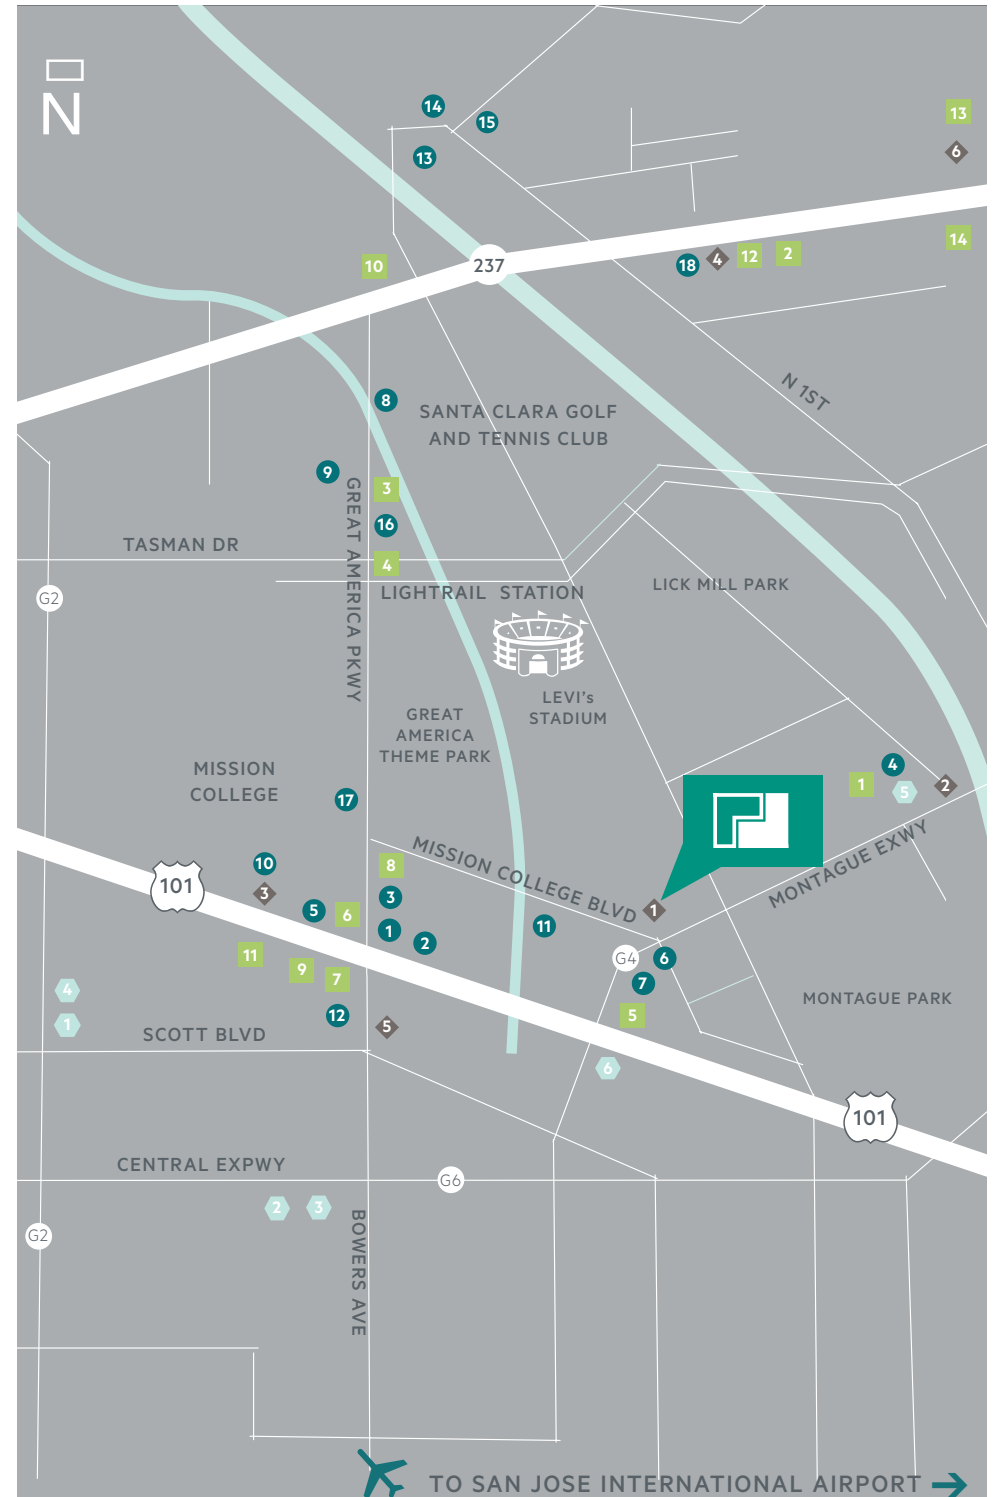 N
14
15
13
13
6
14
10
237
18
4
12
2
N 1ST
8
SANTA CLARA GOLF
AND TENNIS CLUB
9
3
GREAT AMERICA PKWY
16
TASMAN DR
4
LIGHTRAIL STATION
LICK MILL PARK
G2
LEVI's
STADIUM
GREAT
AMERICA
THEME PARK
MISSION
COLLEGE
17
4
1
5
2
MISSION COLLEGE BLVD
MONTAGUE EXWY
10
8
101
3
3
5
6
1
1
2
11
11
9
7
G4
6
7
4
1
12
5
5
MONTAGUE PARK
SCOTT BLVD
6
101
CENTRAL EXPWY
G6
2
3
BOWERS AVE
G2
TO SAN JOSE INTERNATIONAL AIRPORT